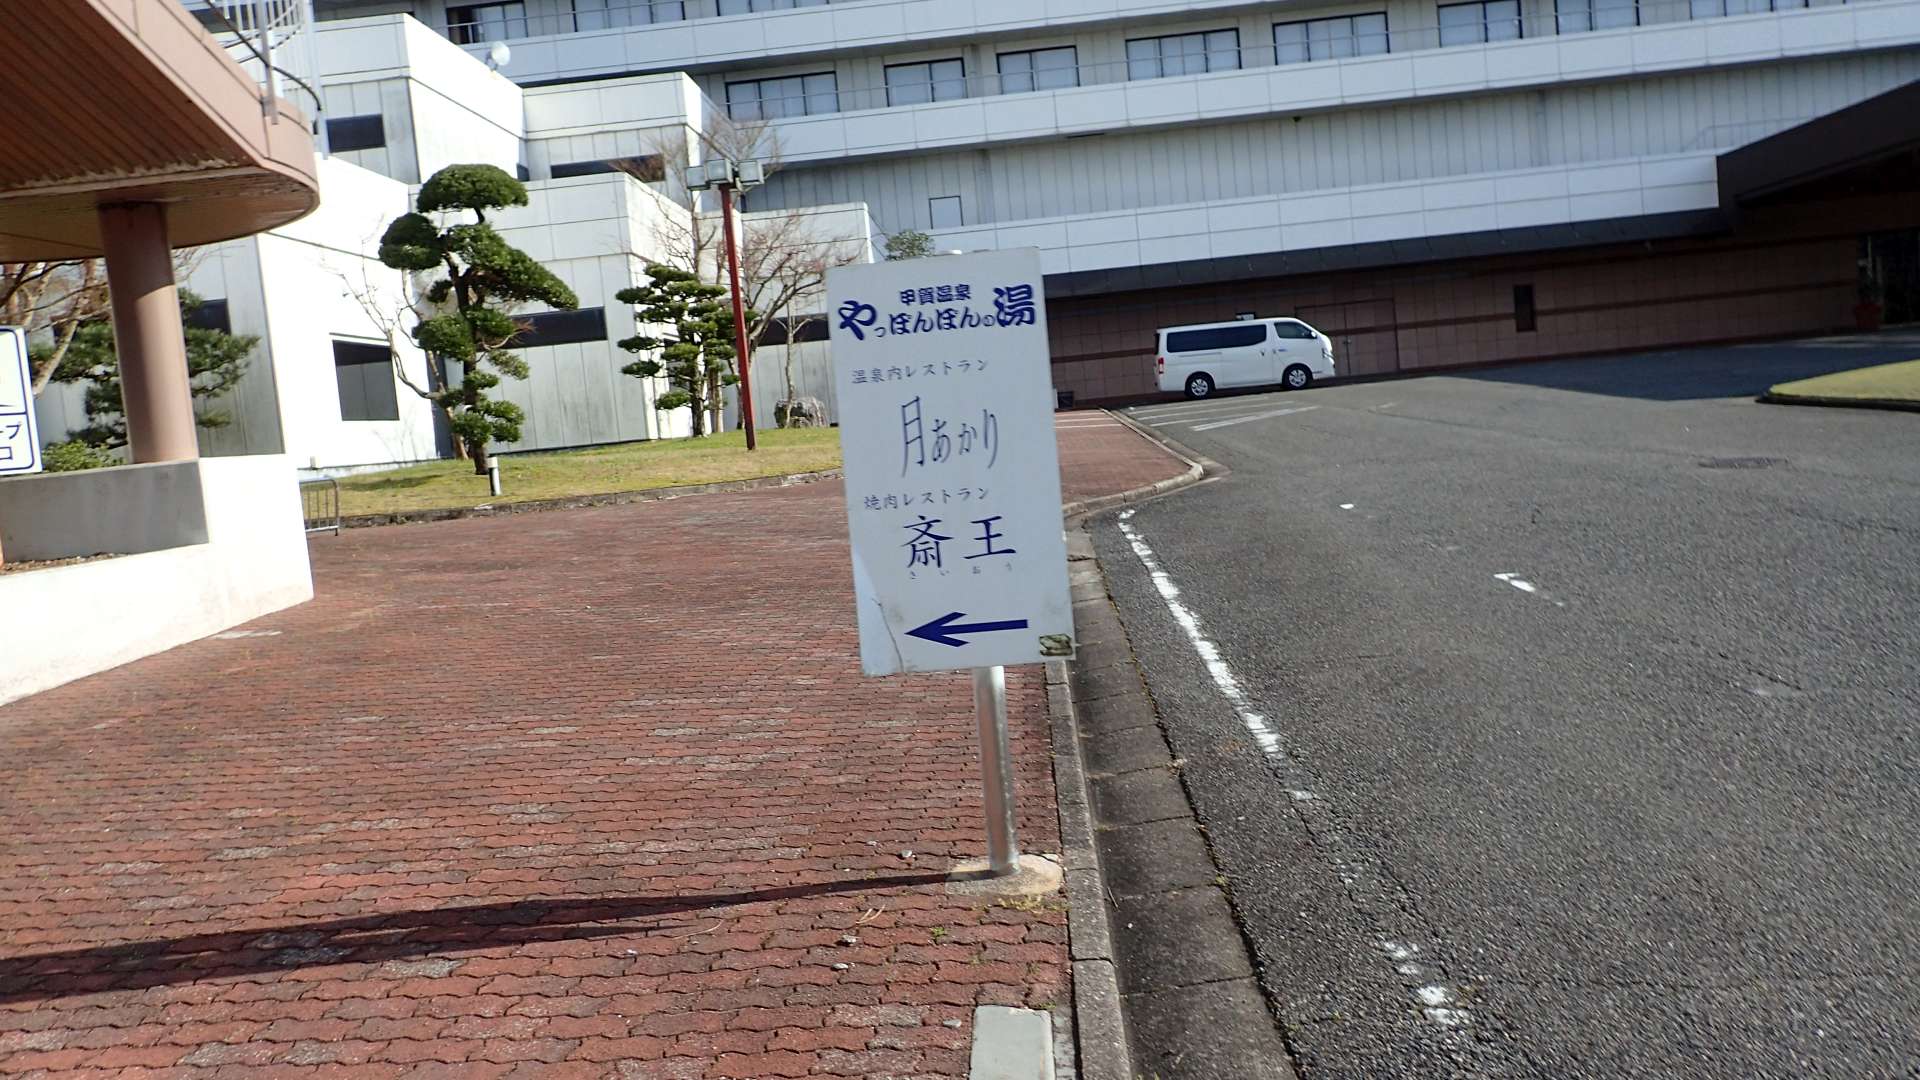 甲賀温泉
やっぽんぽんの湯
温泉内レストラン
月あかり
焼肉レストラン
斎王
さいおう